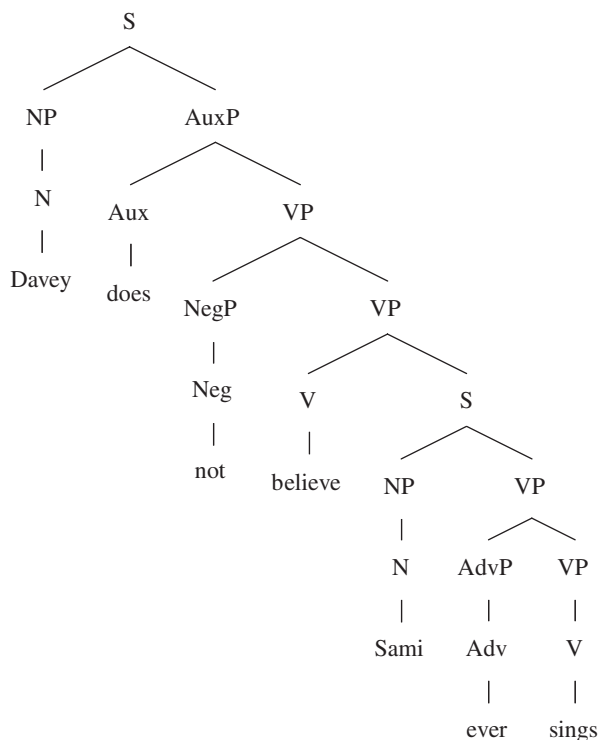 S
NP AuxP
N Aux VP
Davey does NegP VP
Neg V S
not believe NP VP
N AdvP VP
Sami Adv V
ever sings